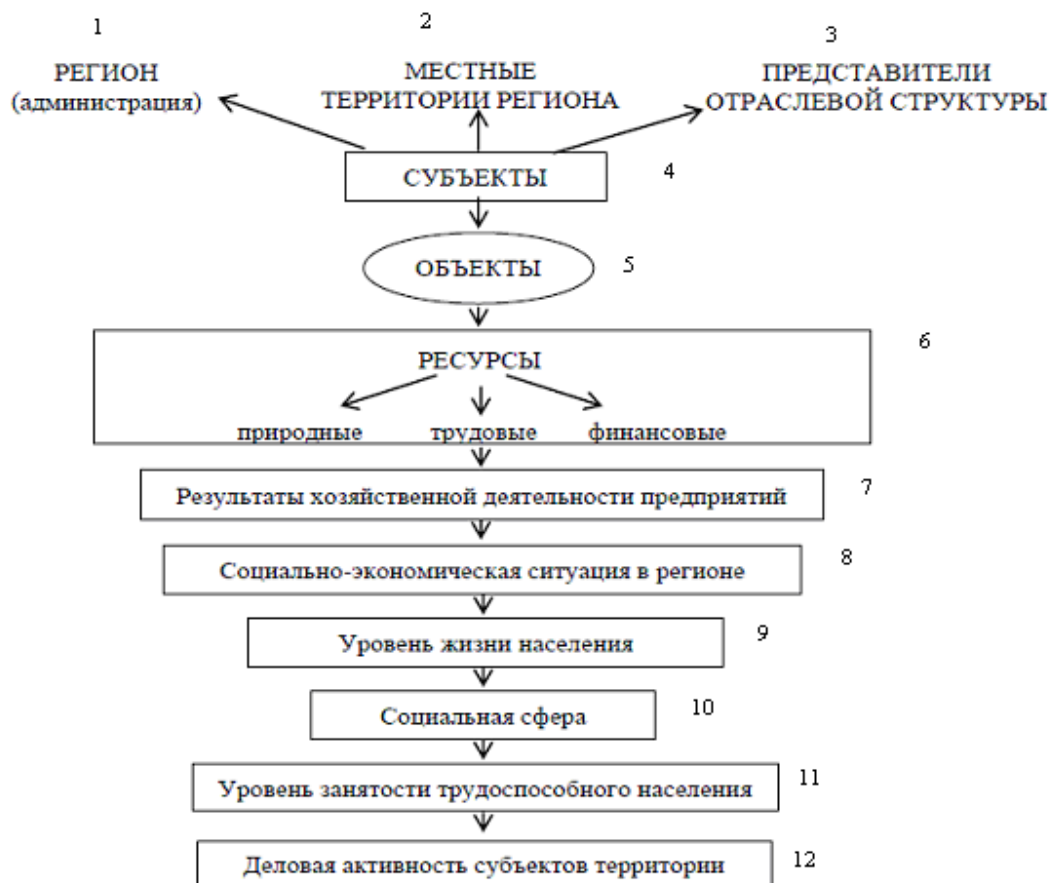 1
2
3
РЕГИОН
(администрация)
МЕСТНЫЕ
ТЕРРИТОРИИ РЕГИОНА
ПРЕДСТАВИТЕЛИ
ОТРАСЛЕВОЙ СТРУКТУРЫ
СУБЪЕКТЫ
4
ОБЪЕКТЫ
5
6
РЕСУРСЫ
природные трудовые финансовые
Результаты хозяйственной деятельности предприятий
7
Социально-экономическая ситуация в регионе
8
Уровень жизни населения
9
Социальная сфера
10
Уровень занятости трудоспособного населения
11
Деловая активность субъектов территории
12